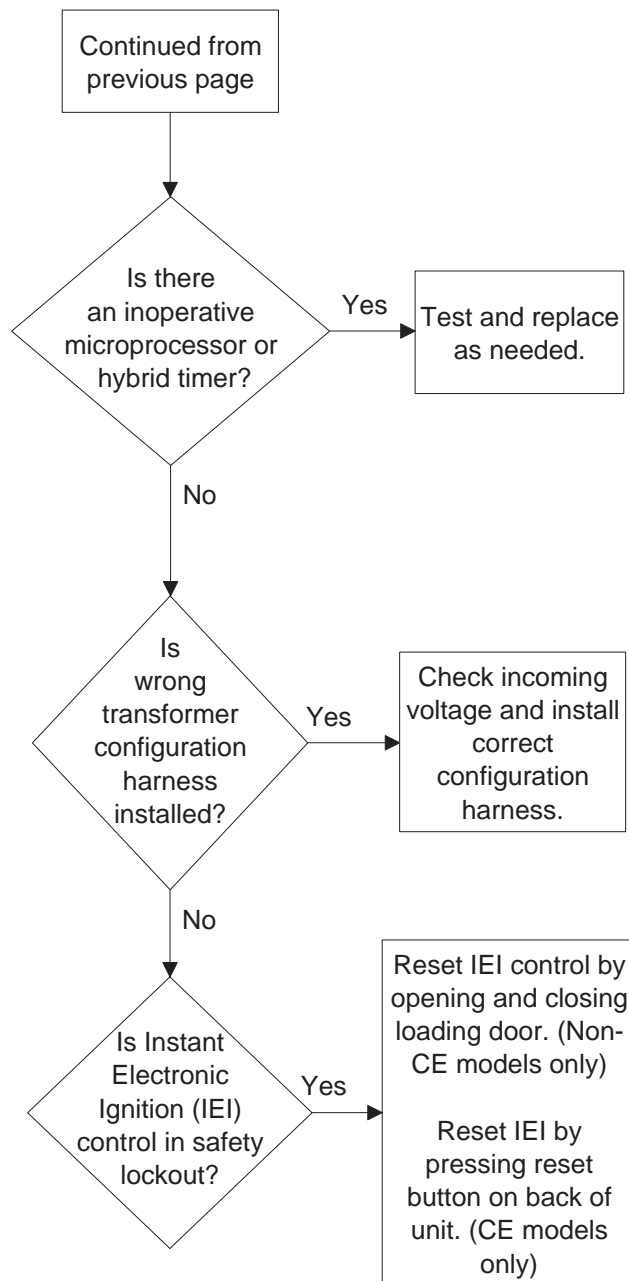 Continued from
previous page
Is there
an inoperative
microprocessor or
hybrid timer?
Yes
Test and replace
as needed.
No
Is
wrong
transformer
configuration
harness
installed?
Yes
Check incoming
voltage and install
correct
configuration
harness.
No
Is Instant
Electronic
Ignition (IEI)
control in safety
lockout?
Yes
Reset IEI control by
opening and closing
loading door. (Non-
CE models only)
Reset IEI by
pressing reset
button on back of
unit. (CE models
only)